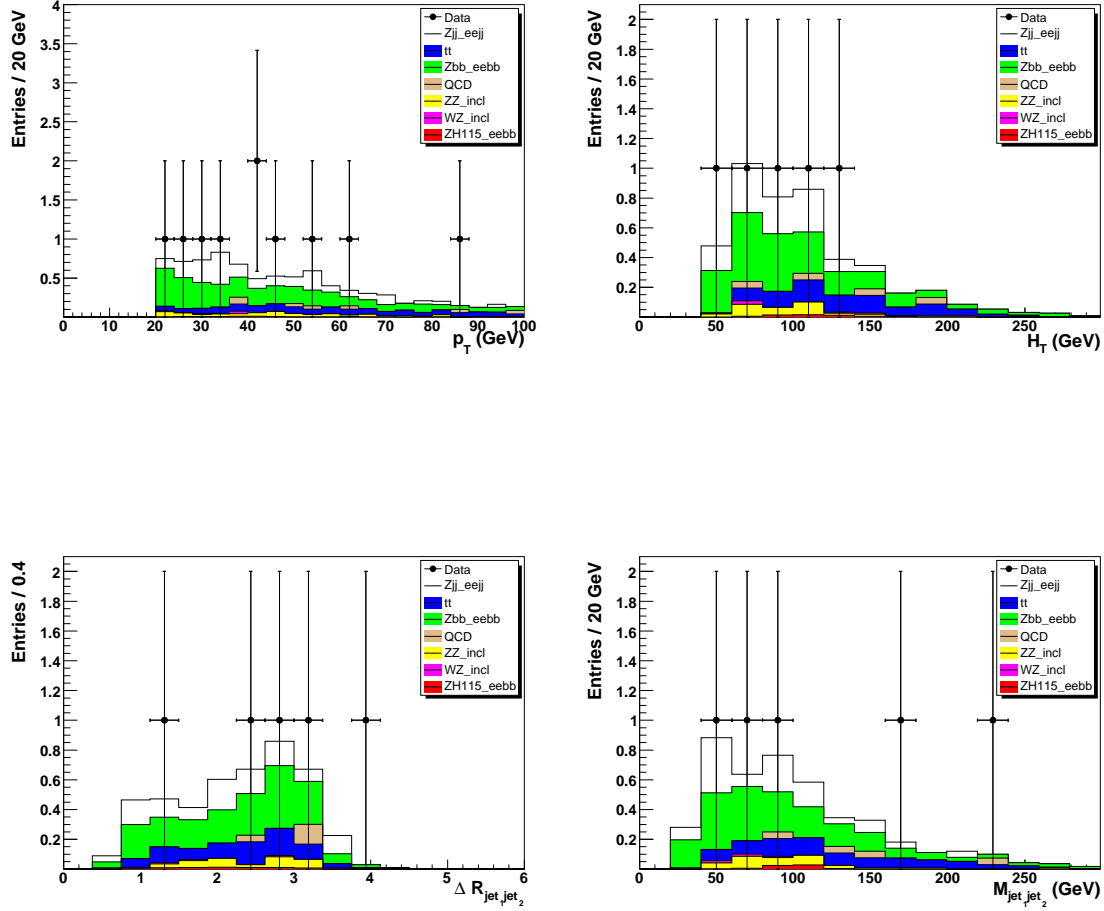 Entries / 20 GeV
4
3.5
3
2.5
2
1.5
1
0.5
0 10 20 30 40 50 60 70 80 90 100
p_T (GeV)
Data
Zjj_eejj
tt
Zbb_eebb
QCD
ZZ_incl
WZ_incl
ZH115_eebb
Entries / 20 GeV
2
1.8
1.6
1.4
1.2
1
0.8
0.6
0.4
0.2
0 50 100 150 200 250
H_T (GeV)
Data
Zjj_eejj
tt
Zbb_eebb
QCD
ZZ_incl
WZ_incl
ZH115_eebb
Entries / 0.4
2
1.8
1.6
1.4
1.2
1
0.8
0.6
0.4
0.2
0 1 2 3 4 5 6
Δ R_jet_1jet_2
Data
Zjj_eejj
tt
Zbb_eebb
QCD
ZZ_incl
WZ_incl
ZH115_eebb
Entries / 20 GeV
2
1.8
1.6
1.4
1.2
1
0.8
0.6
0.4
0.2
0 50 100 150 200 250
M_jet_1jet_2 (GeV)
Data
Zjj_eejj
tt
Zbb_eebb
QCD
ZZ_incl
WZ_incl
ZH115_eebb